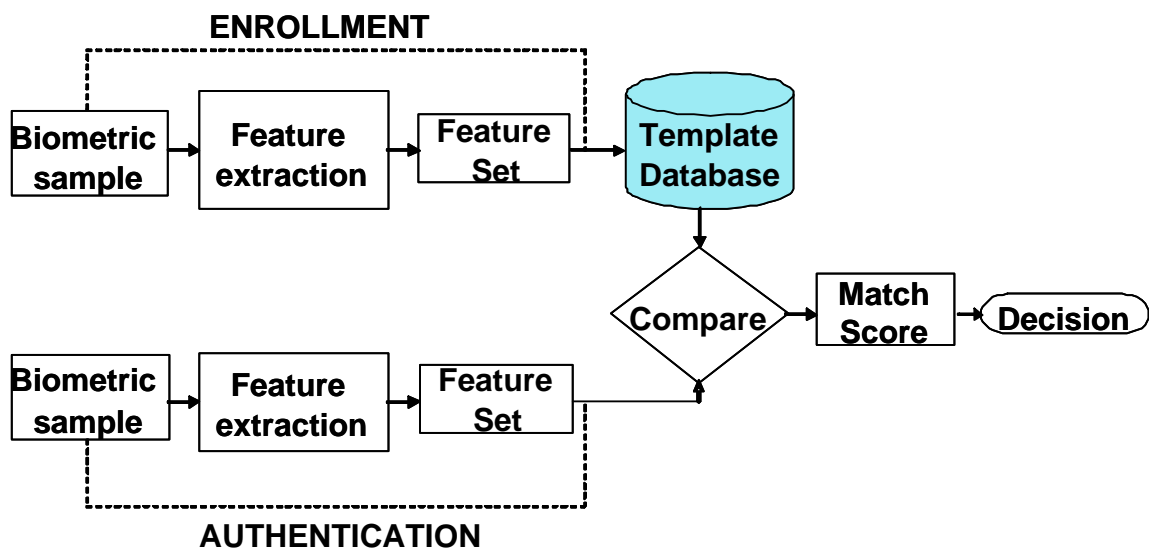 ENROLLMENT
Biometric
sample
Feature
extraction
Feature
Set
Template
Database
Compare
Match
Score
Decision
Biometric
sample
Feature
extraction
Feature
Set
AUTHENTICATION